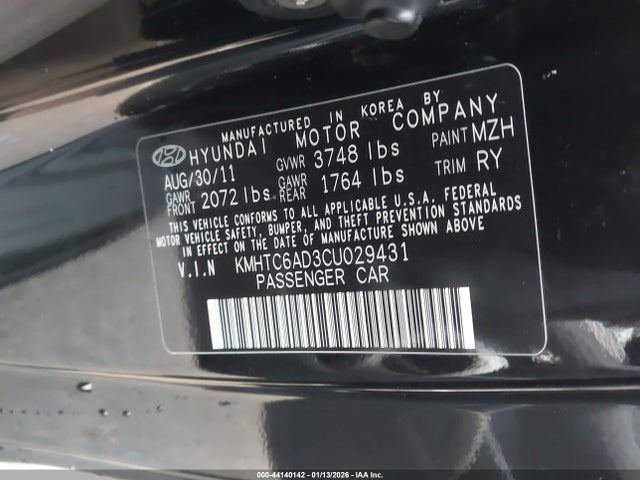 MANUFACTURED IN KOREA BY
HYUNDAI MOTOR COMPANY
AUG/30/11 GVWR 3748 lbs PAINT MZH
GAWR FRONT 2072 lbs GAWR REAR 1764 lbs TRIM RY
THIS VEHICLE CONFORMS TO ALL APPLICABLE U.S.A. FEDERAL
MOTOR VEHICLE SAFETY, BUMPER, AND THEFT PREVENTION STANDARDS
IN EFFECT ON THE DATE OF MANUFACTURE SHOWN ABOVE
V.I.N KMHTC6AD3CU029431
PASSENGER CAR
000-44140142 - 01/13/2026 - IAAI Inc.